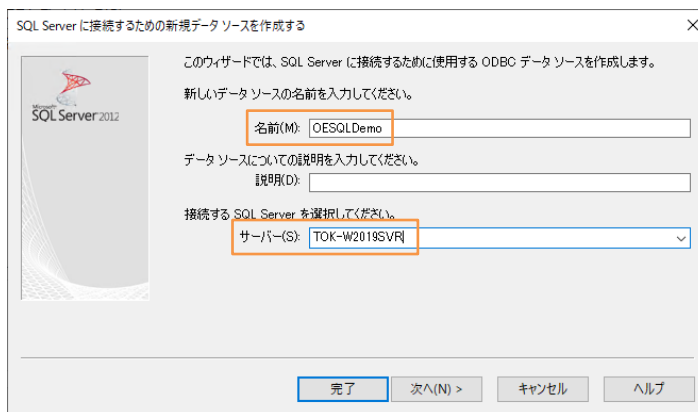 SQL Server に接続するための新規データ ソースを作成する
Microsoft
SQL Server 2012
このウィザードでは、SQL Server に接続するために使用する ODBC データ ソースを作成します。
新しいデータ ソースの名前を入力してください。
名前(M): OESQLDemo
データ ソースについての説明を入力してください。
説明(D):
接続する SQL Server を選択してください。
サーバー(S): TOK-W2019SVR
完了 次へ(N) > キャンセル ヘルプ